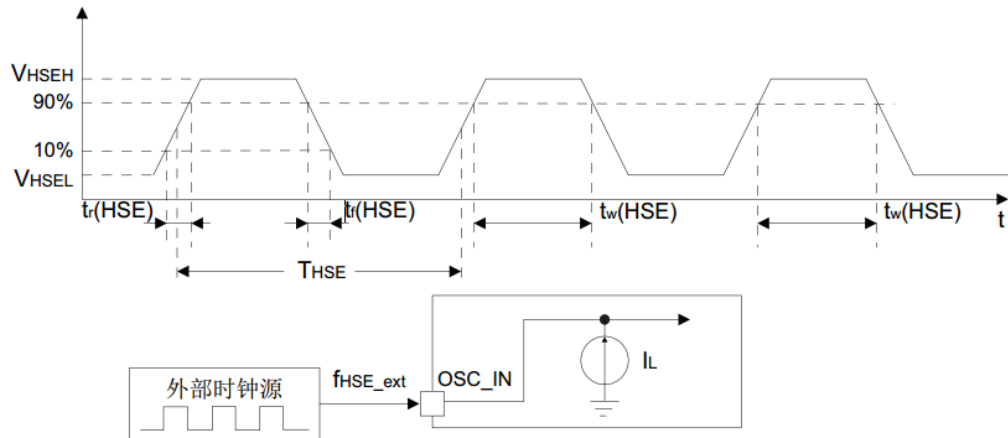 VHSEH
90%
10%
VHSEL
tr(HSE) tf(HSE) tw(HSE) tw(HSE) t
THSE
外部时钟源 fHSE_ext OSC_IN IL